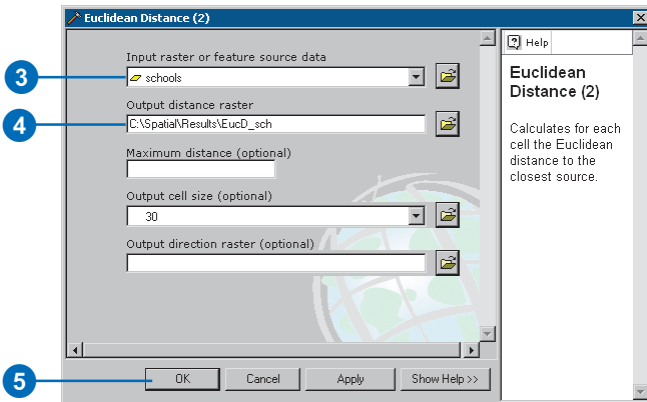 Euclidean Distance (2)
Input raster or feature source data
3
schools
Output distance raster
4
C:\Spatial\Results\EucD_sch
Maximum distance (optional)
Output cell size (optional)
30
Output direction raster (optional)
5
OK
Cancel
Apply
Show Help >>
Help
Euclidean
Distance (2)
Calculates for each
cell the Euclidean
distance to the
closest source.